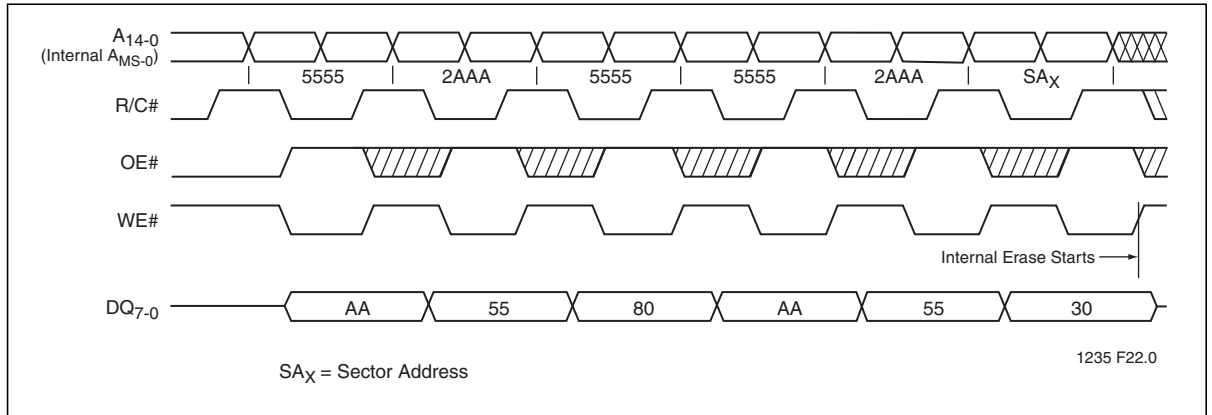 A14-0
(Internal AMS-0)
5555 2AAA 5555 5555 2AAA SAX
R/C#
OE#
WE#
Internal Erase Starts
DQ7-0 AA 55 80 AA 55 30
1235 F22.0
SAX = Sector Address